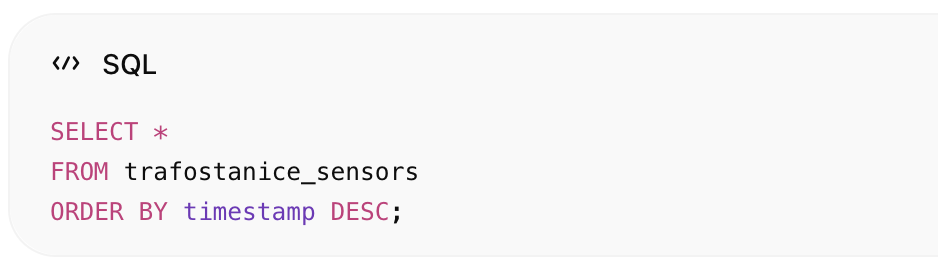 SQL
SELECT *
FROM trafostanice_sensors
ORDER BY timestamp DESC;